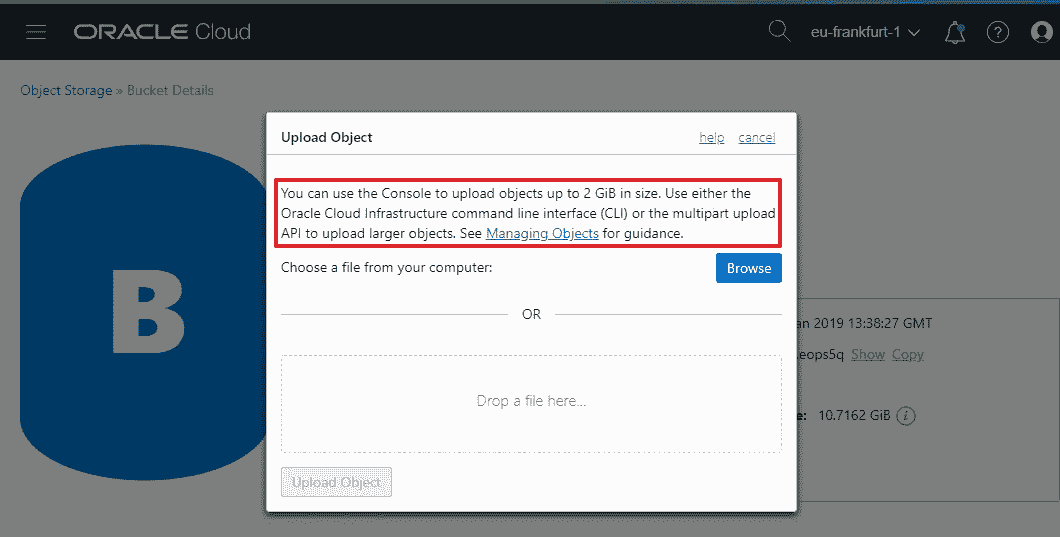 ORACLE Cloud
eu-frankfurt-1
Object Storage » Bucket Details
B
Upload Object
help
cancel
You can use the Console to upload objects up to 2 GiB in size. Use either the
Oracle Cloud Infrastructure command line interface (CLI) or the multipart upload
API to upload larger objects. See Managing Objects for guidance.
Choose a file from your computer:
Browse
OR
Drop a file here...
Upload Object
2019 13:38:27 GMT
Show Copy
10.7162 GiB